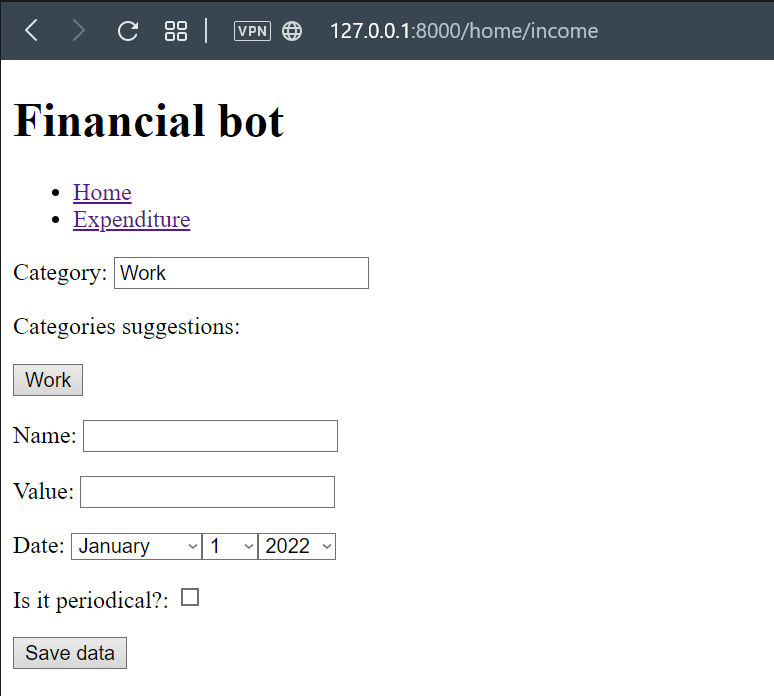 VPN 127.0.0.1:8000/home/income
Financial bot
Home
Expenditure
Category: Work
Categories suggestions:
Work
Name:
Value:
Date: January 1 2022
Is it periodical?:
Save data